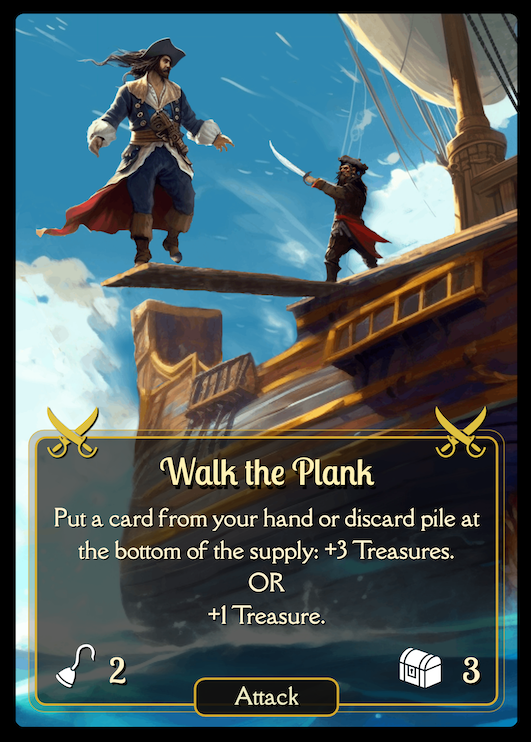 Walk the Plank
Put a card from your hand or discard pile at
the bottom of the supply: +3 Treasures.
OR
+1 Treasure.
2
3
Attack